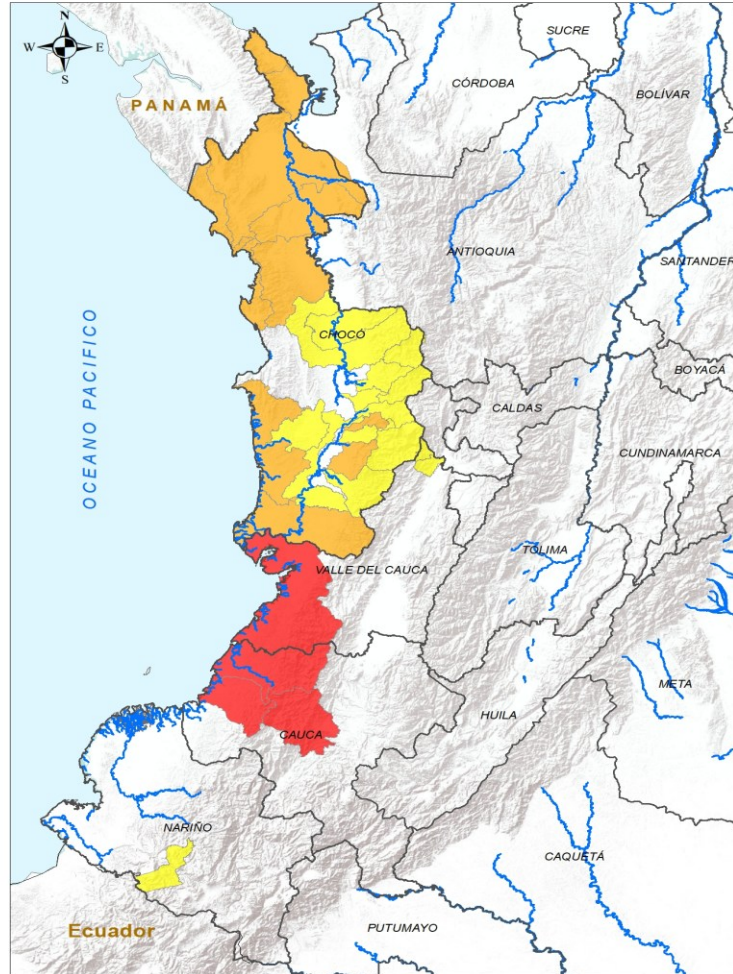 N
W E
S
SUCRE
CÓRDOBA
BOLÍVAR
PANAMÁ
ANTIOQUIA
SANTANDER
OCEANO PACIFICO
CHOCÓ
BOYACÁ
CALDAS
CUNDINAMARCA
TOLIMA
VALLE DEL CAUCA
META
HUILA
CAUCA
NARIÑO
CAQUETÁ
PUTUMAYO
Ecuador